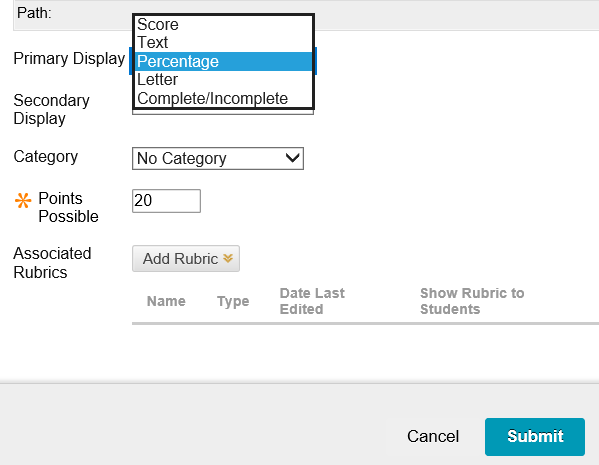 Path:
Score
Text
Primary Display
Percentage
Letter
Complete/Incomplete
Secondary
Display
Category
No Category
Points
Possible
20
Associated
Rubrics
Add Rubric
Name
Type
Date Last
Edited
Show Rubric to
Students
Cancel
Submit